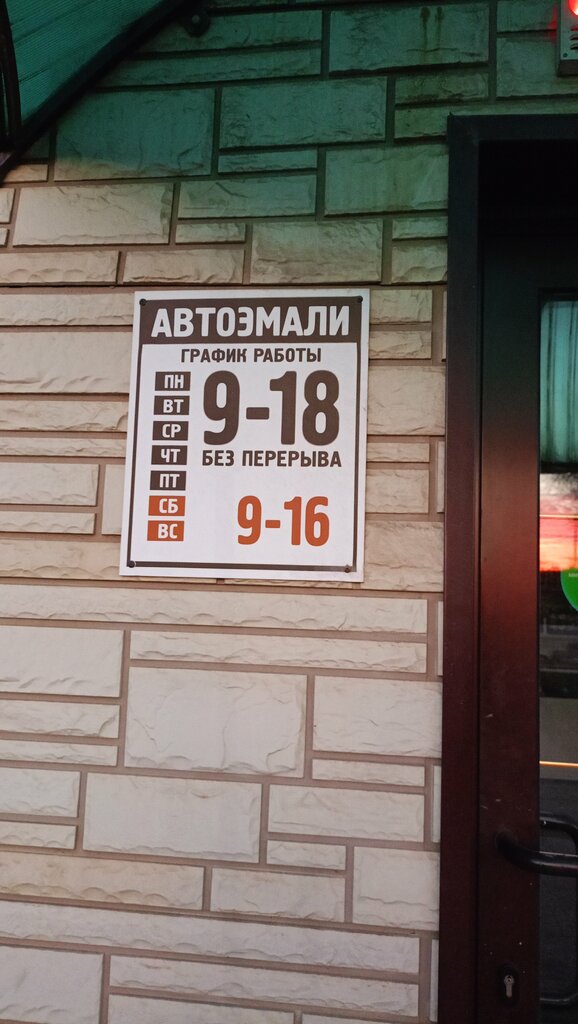 АВТОЭМАЛИ
ГРАФИК РАБОТЫ
ПН
ВТ
СР
ЧТ
ПТ
9-18
БЕЗ ПЕРЕРЫВА
СБ
ВС
9-16